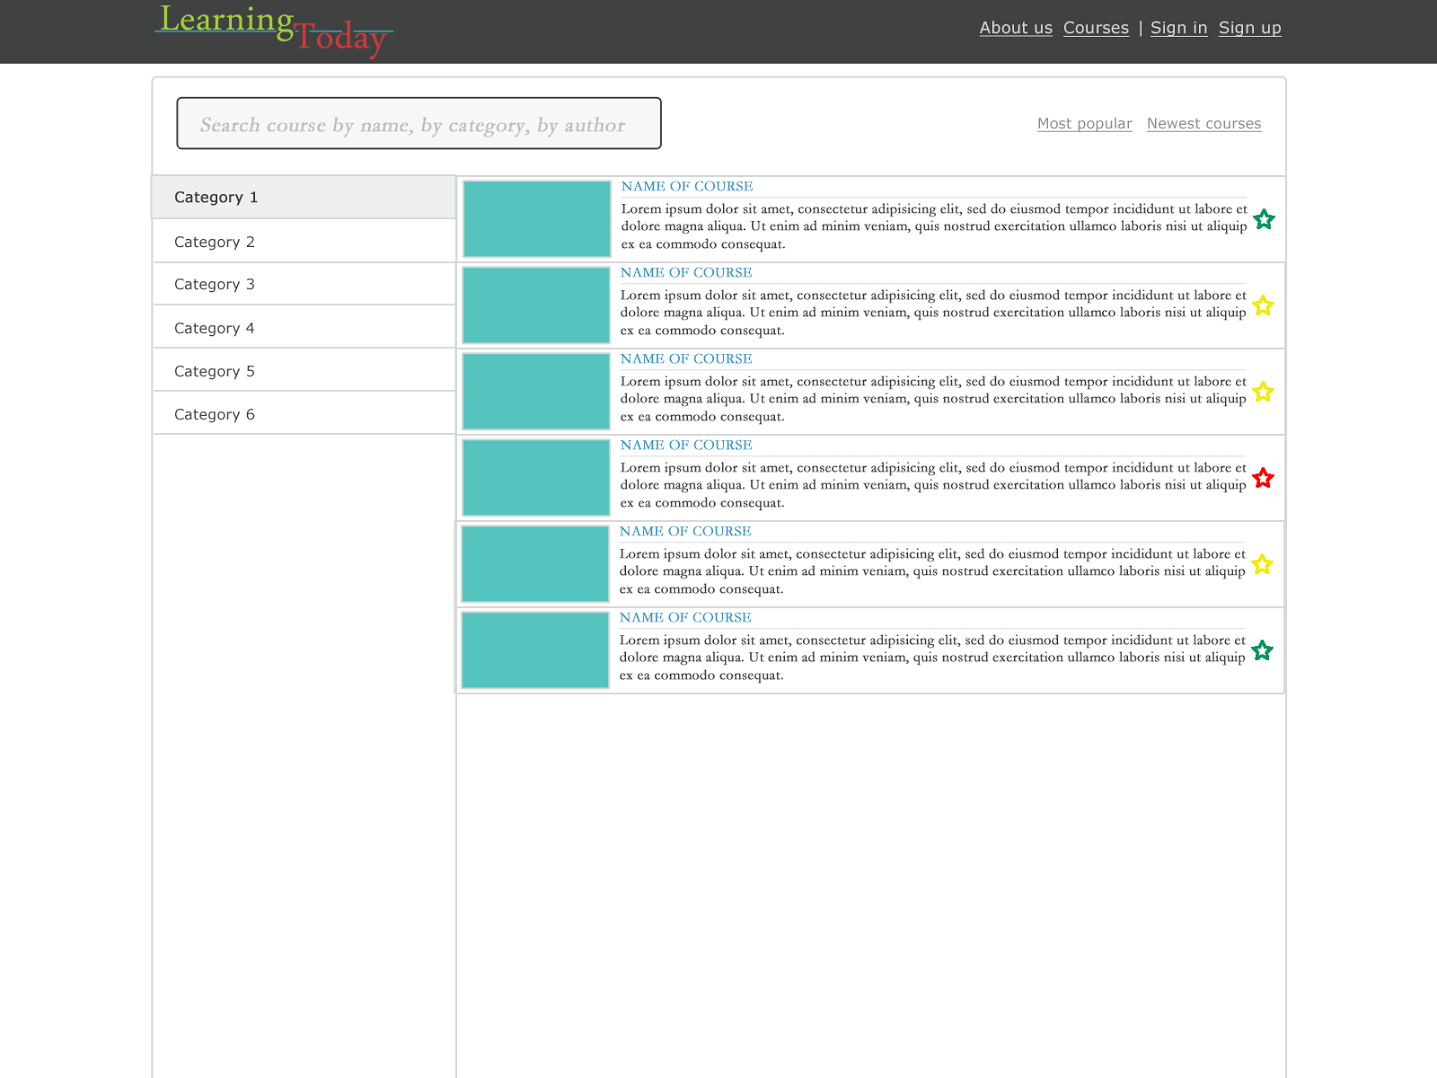 Learning
Today
About us Courses | Sign in Sign up
Search course by name, by category, by author
Most popular Newest courses
Category 1
Category 2
Category 3
Category 4
Category 5
Category 6
NAME OF COURSE
Lorem ipsum dolor sit amet, consectetur adipisicing elit, sed do eiusmod tempor incididunt ut labore et
dolore magna aliqua. Ut enim ad minim veniam, quis nostrud exercitation ullamco laboris nisi ut aliquip
ex ea commodo consequat.
NAME OF COURSE
Lorem ipsum dolor sit amet, consectetur adipisicing elit, sed do eiusmod tempor incididunt ut labore et
dolore magna aliqua. Ut enim ad minim veniam, quis nostrud exercitation ullamco laboris nisi ut aliquip
ex ea commodo consequat.
NAME OF COURSE
Lorem ipsum dolor sit amet, consectetur adipisicing elit, sed do eiusmod tempor incididunt ut labore et
dolore magna aliqua. Ut enim ad minim veniam, quis nostrud exercitation ullamco laboris nisi ut aliquip
ex ea commodo consequat.
NAME OF COURSE
Lorem ipsum dolor sit amet, consectetur adipisicing elit, sed do eiusmod tempor incididunt ut labore et
dolore magna aliqua. Ut enim ad minim veniam, quis nostrud exercitation ullamco laboris nisi ut aliquip
ex ea commodo consequat.
NAME OF COURSE
Lorem ipsum dolor sit amet, consectetur adipisicing elit, sed do eiusmod tempor incididunt ut labore et
dolore magna aliqua. Ut enim ad minim veniam, quis nostrud exercitation ullamco laboris nisi ut aliquip
ex ea commodo consequat.
NAME OF COURSE
Lorem ipsum dolor sit amet, consectetur adipisicing elit, sed do eiusmod tempor incididunt ut labore et
dolore magna aliqua. Ut enim ad minim veniam, quis nostrud exercitation ullamco laboris nisi ut aliquip
ex ea commodo consequat.